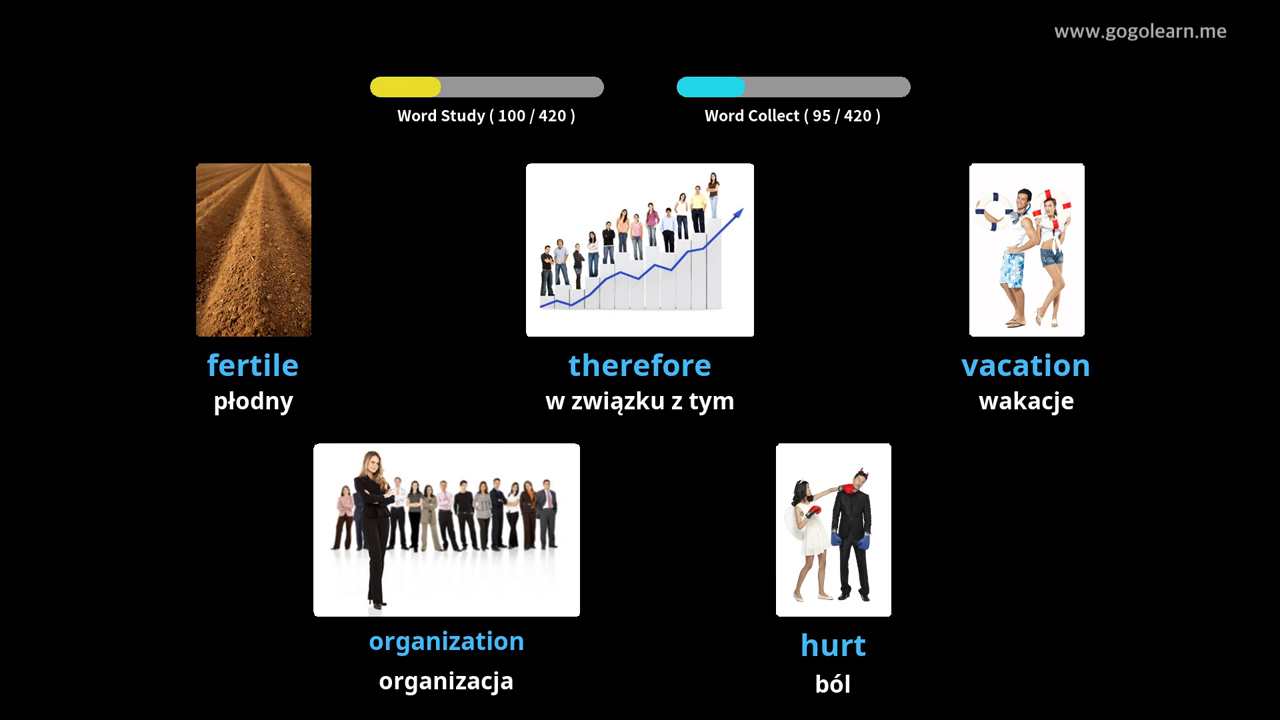 www.gogolearn.me
Word Study ( 100 / 420 )
Word Collect ( 95 / 420 )
fertile
płodny
therefore
w związku z tym
vacation
wakacje
organization
organizacja
hurt
ból